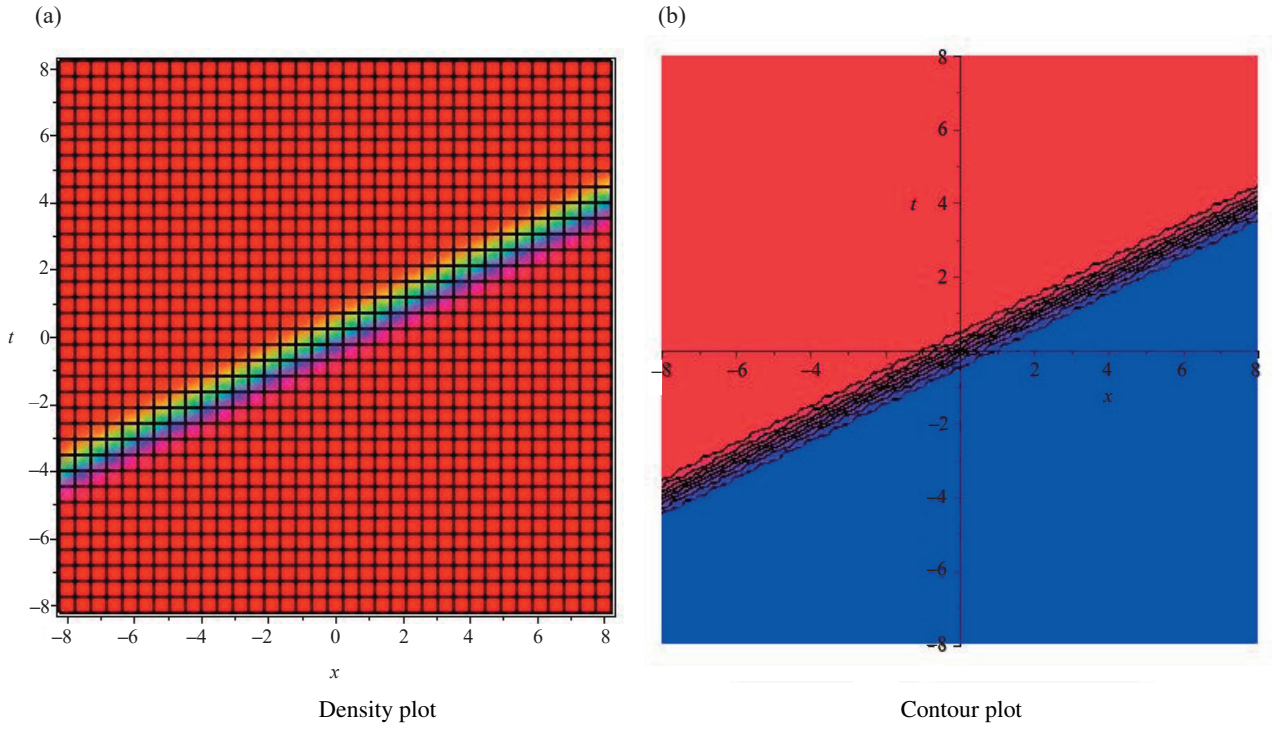 (a)
(b)
8
6
4
2
0
–2
–4
–6
–8
t
–8 –6 –4 –2 0 2 4 6 8
x
Density plot
8
6
4
2
–2
–4
–6
–8
t
–8 –6 –4 2 4 6 8
x
Contour plot